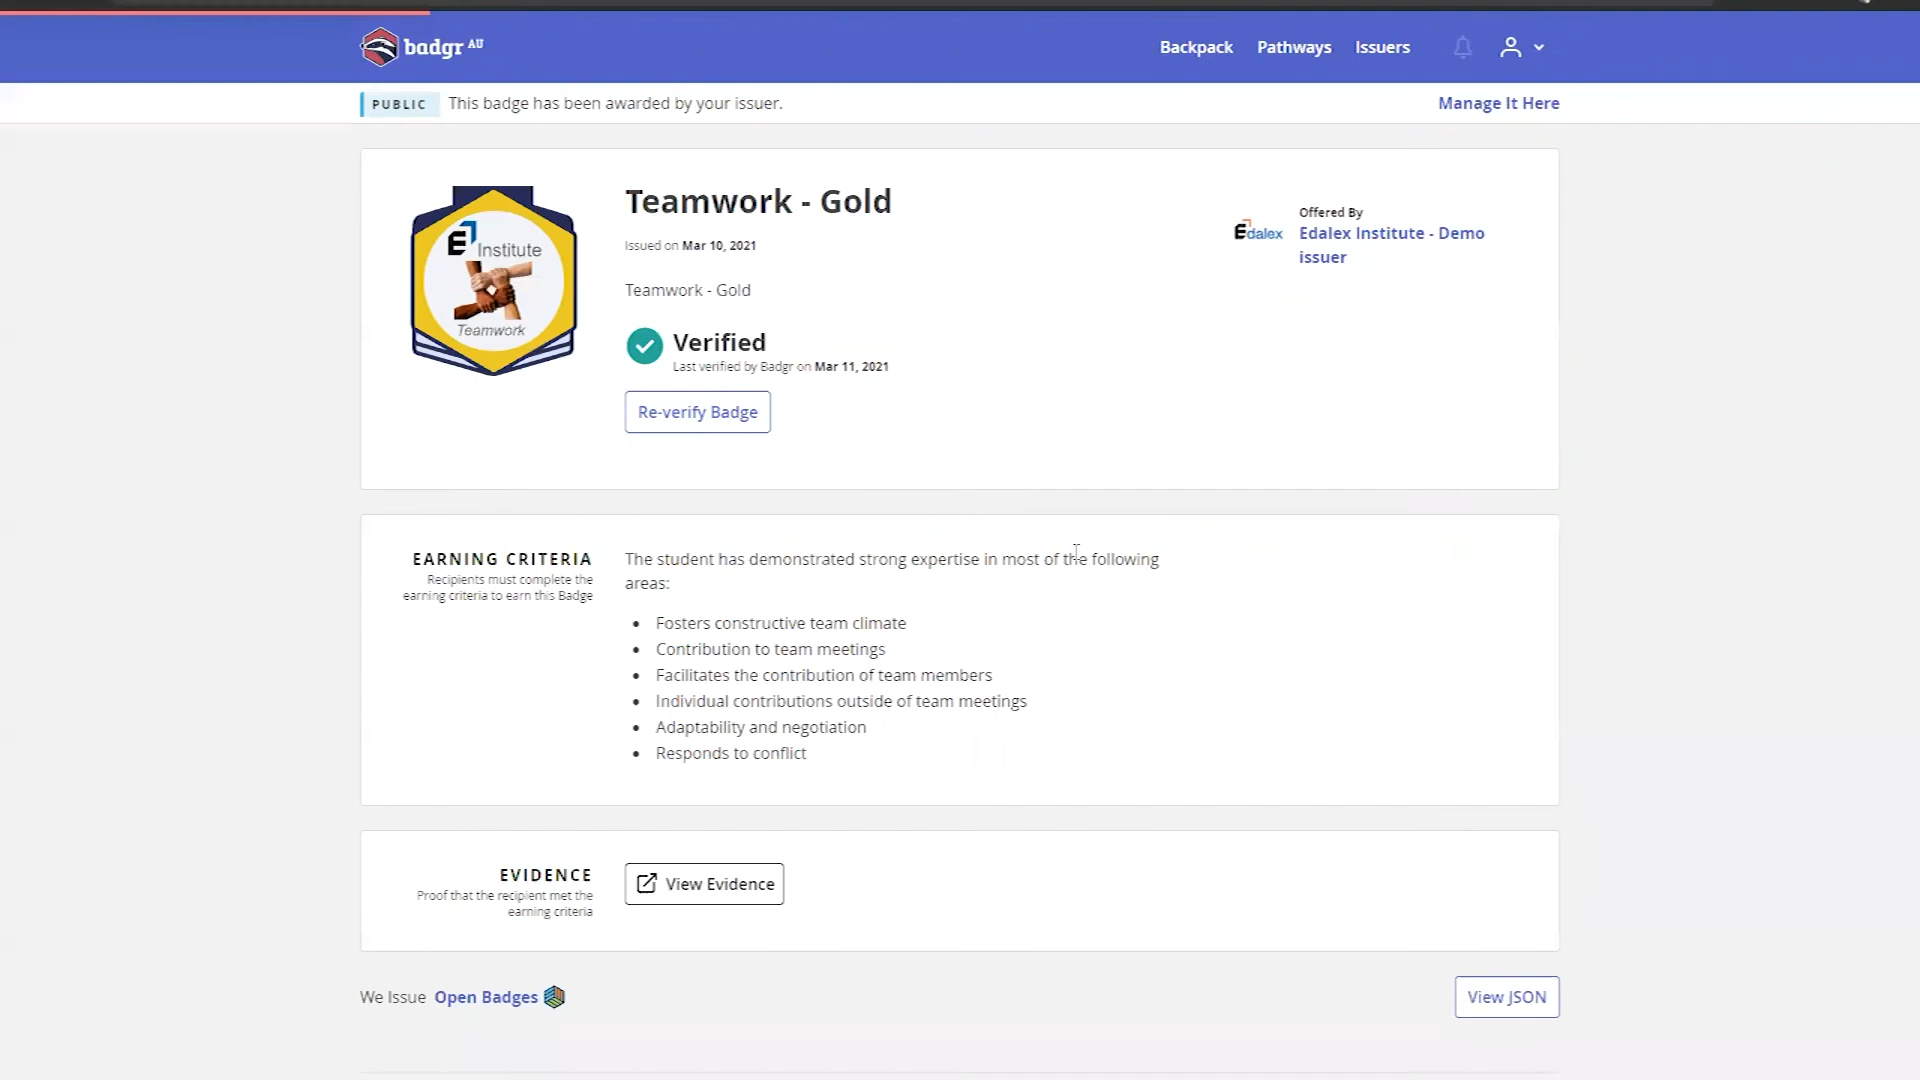 badgr AU
Backpack Pathways Issuers
PUBLIC This badge has been awarded by your issuer. Manage It Here
E Institute
Teamwork
Teamwork - Gold
Issued on Mar 10, 2021
Teamwork - Gold
Verified
Last verified by Badgr on Mar 11, 2021
Re-verify Badge
Edalex
Offered By
Edalex Institute - Demo
issuer
EARNING CRITERIA
Recipients must complete the
earning criteria to earn this Badge
The student has demonstrated strong expertise in most of the following
areas:
• Fosters constructive team climate
• Contribution to team meetings
• Facilitates the contribution of team members
• Individual contributions outside of team meetings
• Adaptability and negotiation
• Responds to conflict
EVIDENCE
Proof that the recipient met the
earning criteria
View Evidence
We Issue Open Badges
View JSON